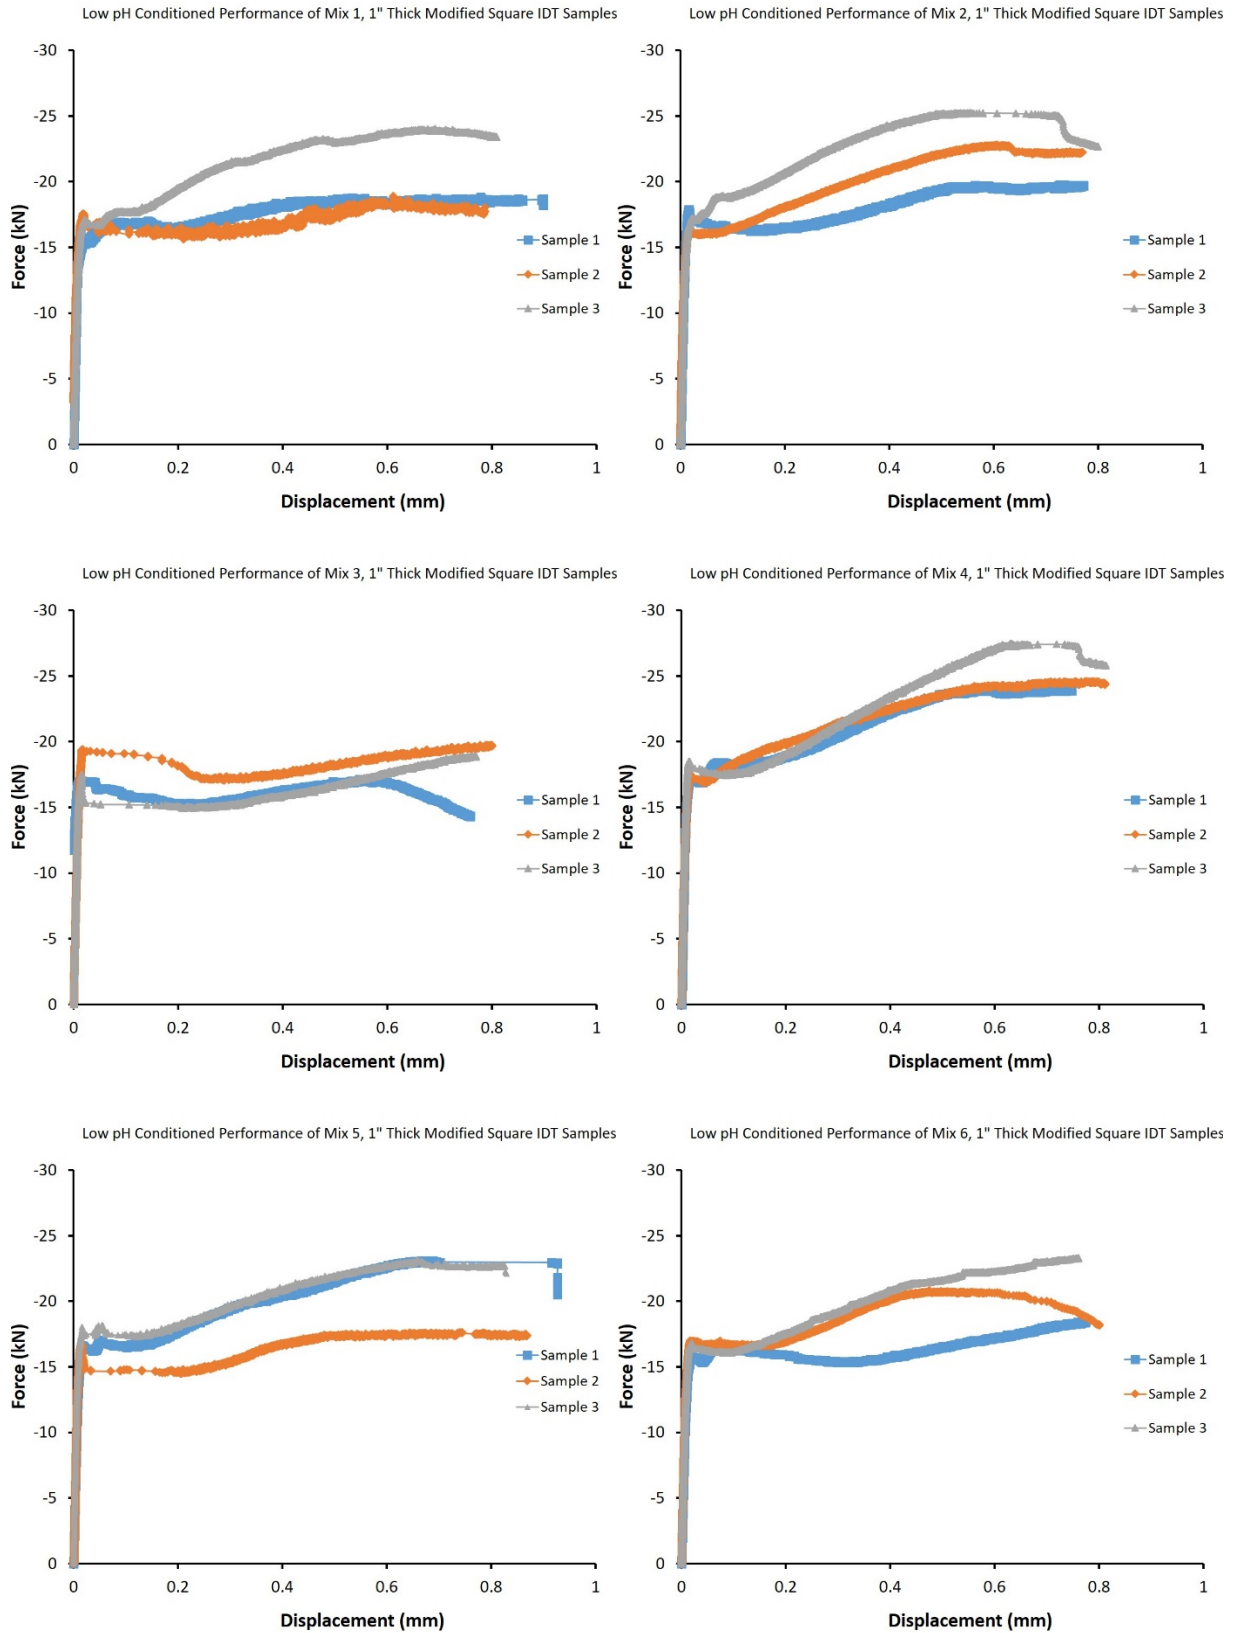 Low pH Conditioned Performance of Mix 1, 1" Thick Modified Square IDT Samples
-30
-25
-20
-15
-10
-5
0
Force (kN)
0 0.2 0.4 0.6 0.8 1
Displacement (mm)
Sample 1
Sample 2
Sample 3
Low pH Conditioned Performance of Mix 2, 1" Thick Modified Square IDT Samples
-30
-25
-20
-15
-10
-5
0
Force (kN)
0 0.2 0.4 0.6 0.8 1
Displacement (mm)
Sample 1
Sample 2
Sample 3
Low pH Conditioned Performance of Mix 3, 1" Thick Modified Square IDT Samples
-30
-25
-20
-15
-10
-5
0
Force (kN)
0 0.2 0.4 0.6 0.8 1
Displacement (mm)
Sample 1
Sample 2
Sample 3
Low pH Conditioned Performance of Mix 4, 1" Thick Modified Square IDT Samples
-30
-25
-20
-15
-10
-5
0
Force (kN)
0 0.2 0.4 0.6 0.8 1
Displacement (mm)
Sample 1
Sample 2
Sample 3
Low pH Conditioned Performance of Mix 5, 1" Thick Modified Square IDT Samples
-30
-25
-20
-15
-10
-5
0
Force (kN)
0 0.2 0.4 0.6 0.8 1
Displacement (mm)
Sample 1
Sample 2
Sample 3
Low pH Conditioned Performance of Mix 6, 1" Thick Modified Square IDT Samples
-30
-25
-20
-15
-10
-5
0
Force (kN)
0 0.2 0.4 0.6 0.8 1
Displacement (mm)
Sample 1
Sample 2
Sample 3